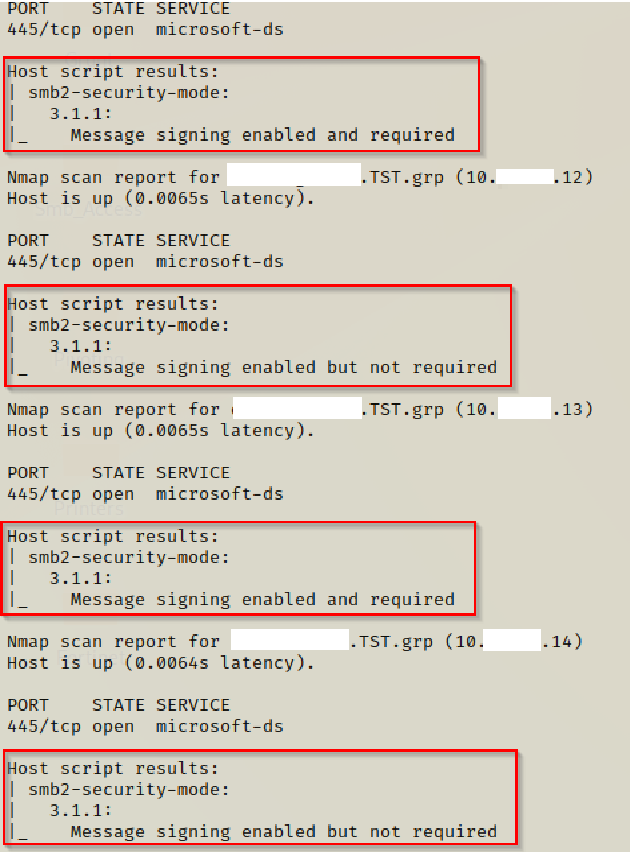 PORT STATE SERVICE
445/tcp open microsoft-ds
Host script results:
| smb2-security-mode:
| 3.1.1:
|_ Message signing enabled and required
Nmap scan report for .TST.grp (10. .12)
Host is up (0.0065s latency).
PORT STATE SERVICE
445/tcp open microsoft-ds
Host script results:
| smb2-security-mode:
| 3.1.1:
|_ Message signing enabled but not required
Nmap scan report for .TST.grp (10. .13)
Host is up (0.0065s latency).
PORT STATE SERVICE
445/tcp open microsoft-ds
Printers
Host script results:
| smb2-security-mode:
| 3.1.1:
|_ Message signing enabled and required
Nmap scan report for .TST.grp (10. .14)
Host is up (0.0064s latency).
PORT STATE SERVICE
445/tcp open microsoft-ds
Host script results:
| smb2-security-mode:
| 3.1.1:
|_ Message signing enabled but not required